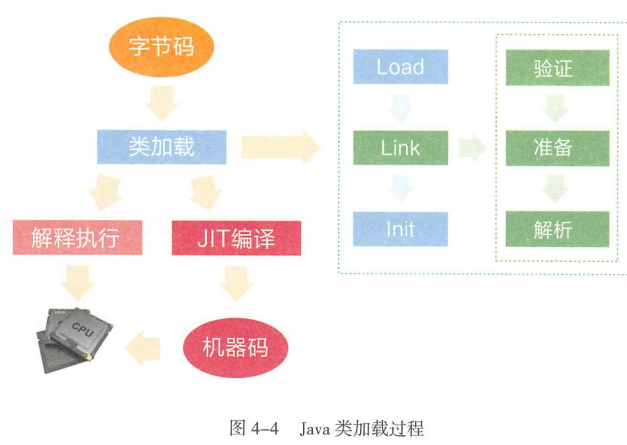 字节码
类加载
解释执行
JIT编译
CPU
机器码
Load
Link
Init
验证
准备
解析
图 4-4 Java 类加载过程